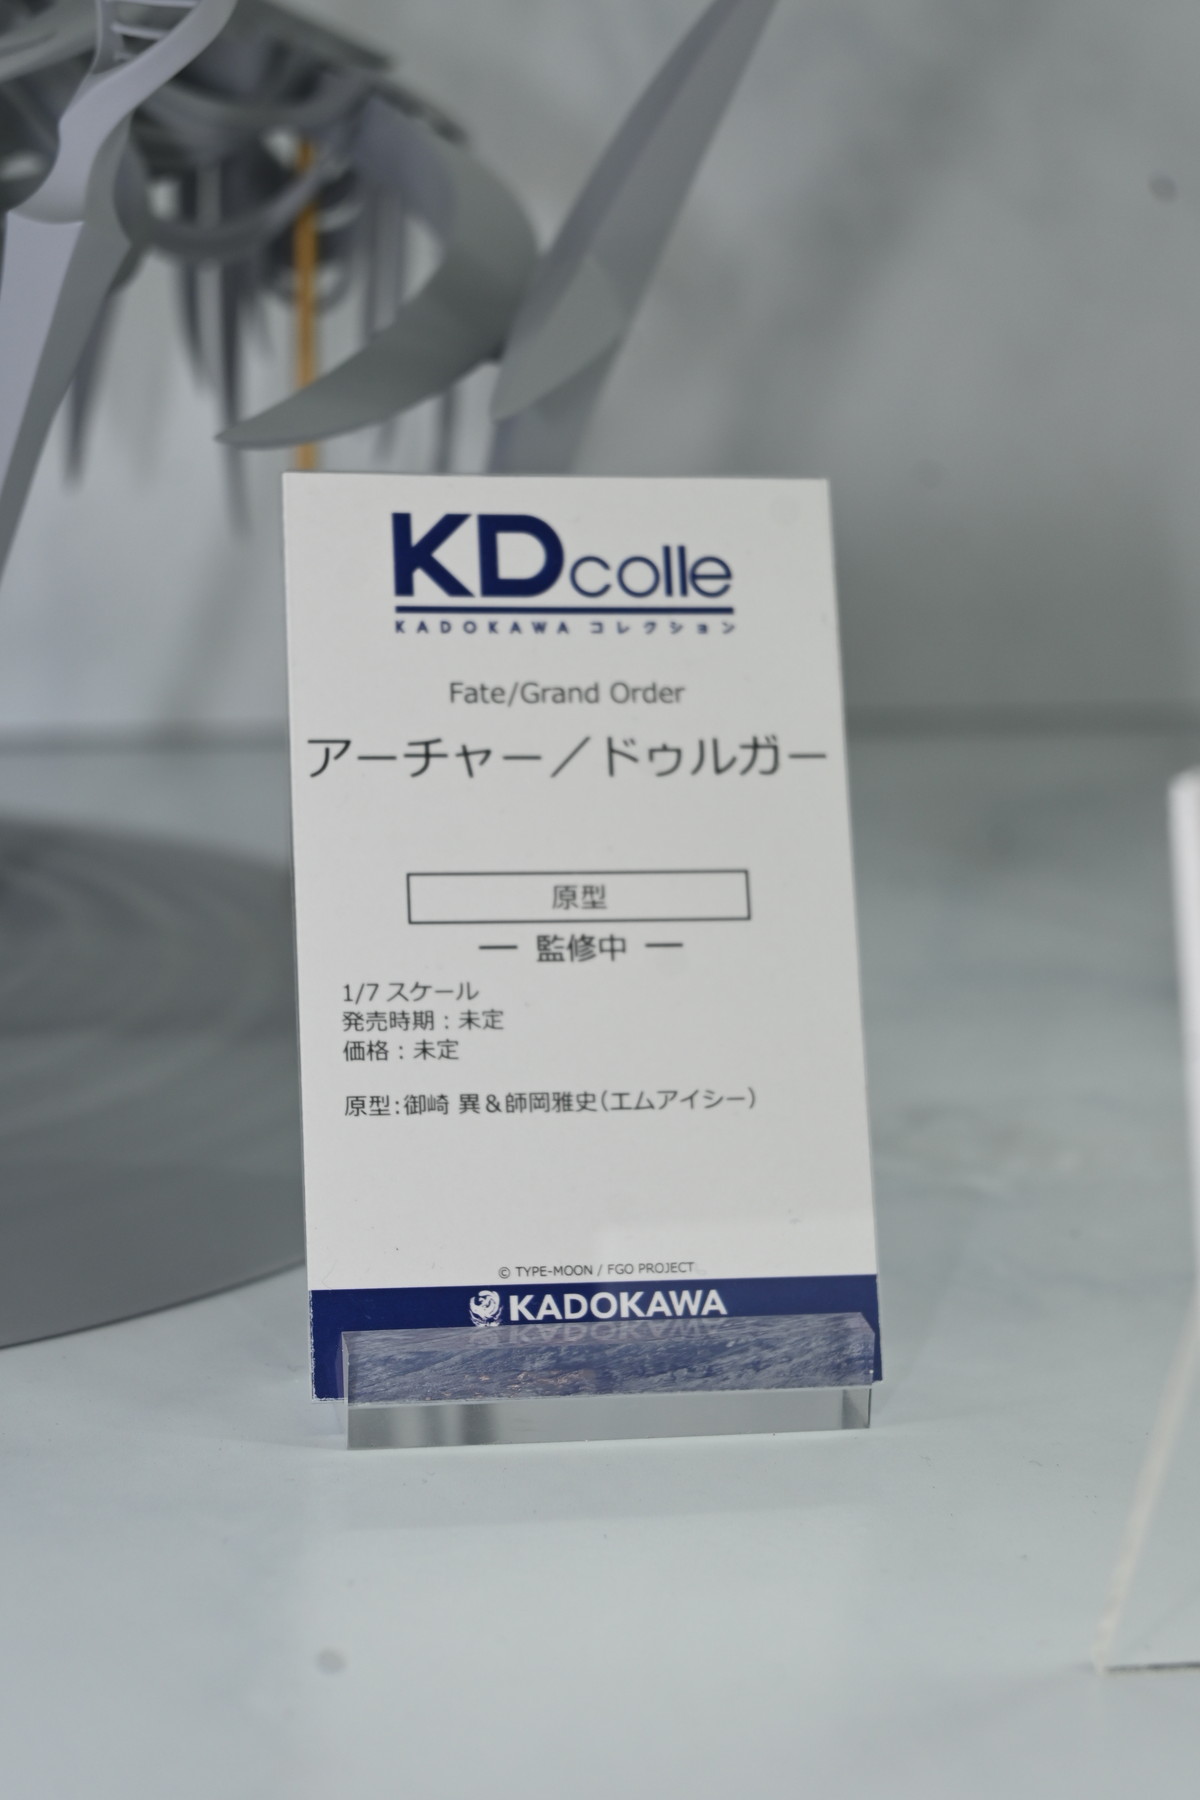 KDcolle
KADOKAWA コレクション
Fate/Grand Order
アーチャー／ドゥルガー
原型
― 監修中 ―
1/7 スケール
発売時期：未定
価格：未定
原型：御崎 異＆師岡雅史（エムアイシー）
© TYPE-MOON / FGO PROJECT
KADOKAWA